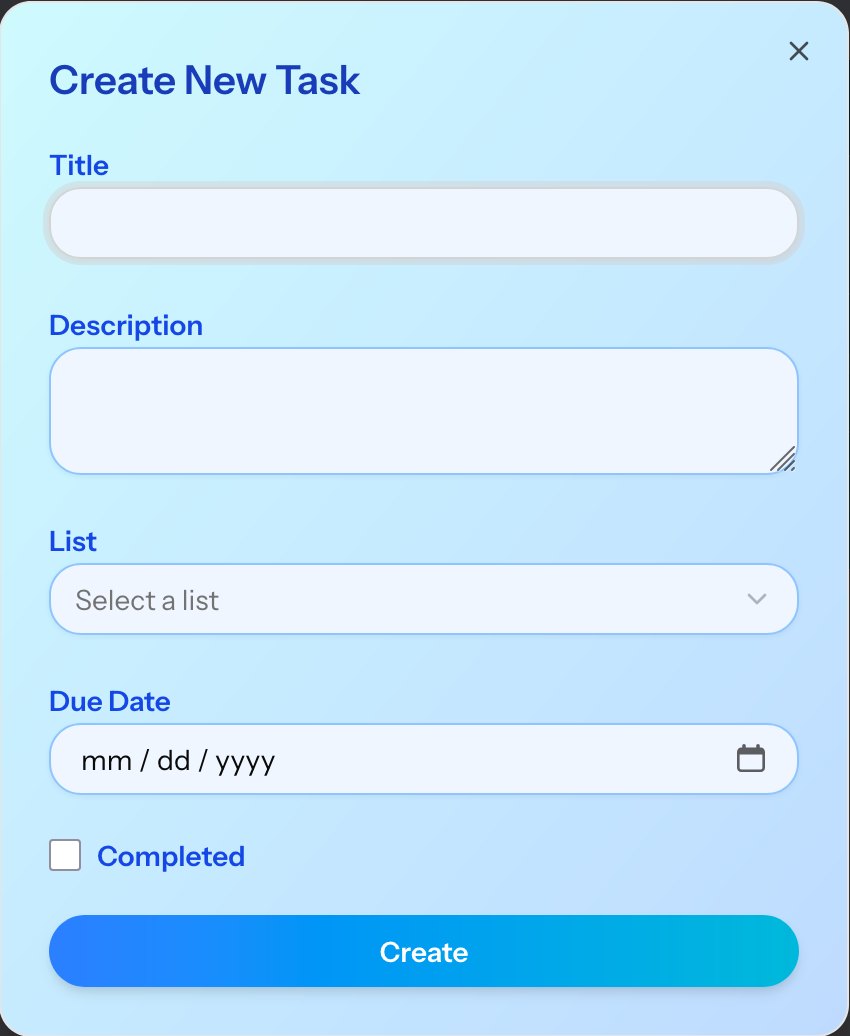 Create New Task
Title
Description
List
Select a list
Due Date
mm / dd / yyyy
Completed
Create